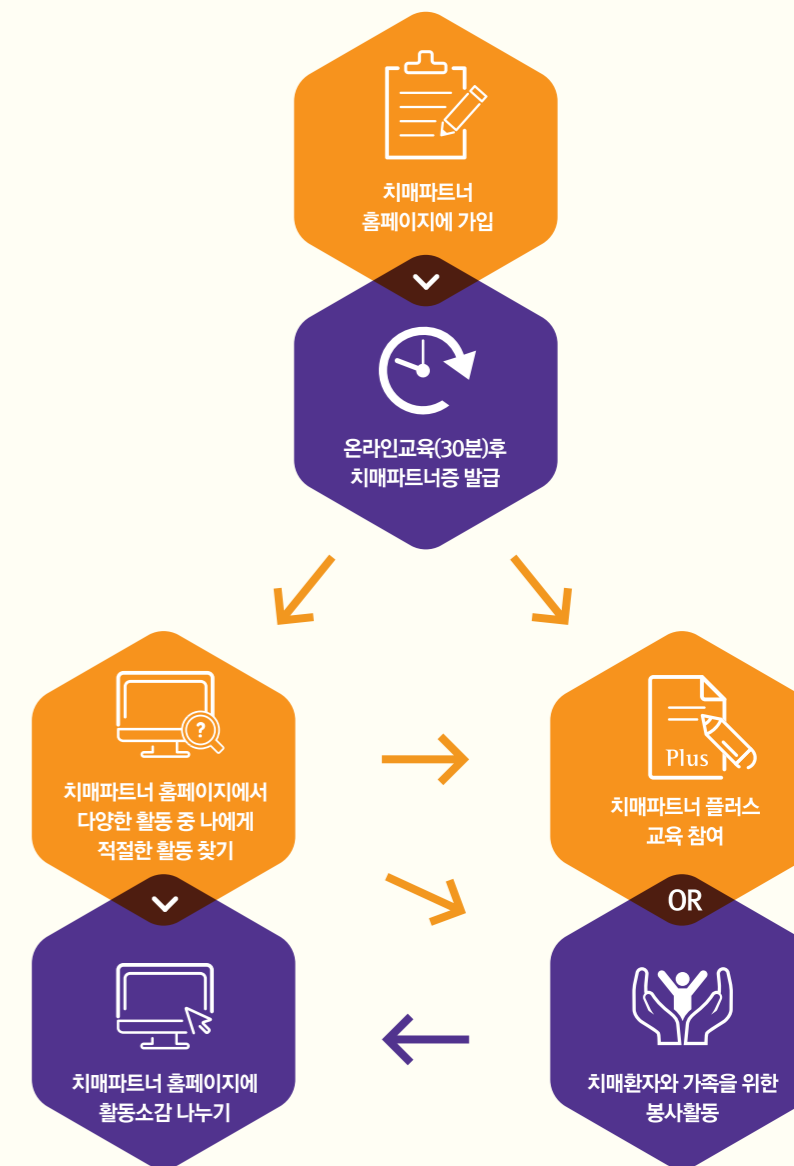 치매파트너
홈페이지에 가입
온라인교육(30분)후
치매파트너증 발급
?
치매파트너 홈페이지에서
다양한 활동 중 나에게
적절한 활동 찾기
Plus
치매파트너 플러스
교육 참여
OR
치매파트너 홈페이지에
활동소감 나누기
치매환자와 가족을 위한
봉사활동